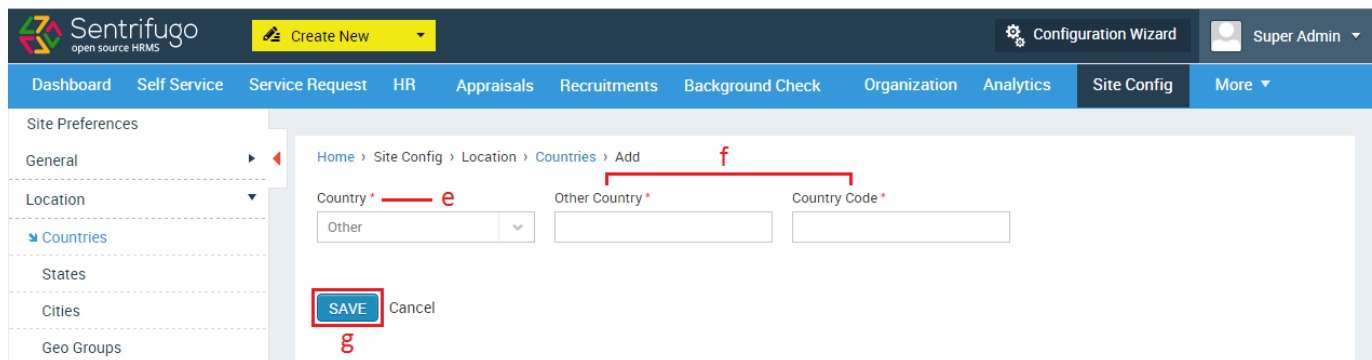 Sentrifugo
open source HRMS
Create New
Configuration Wizard
Super Admin
Dashboard Self Service Service Request HR Appraisals Recruitments Background Check Organization Analytics Site Config More
Site Preferences
General
Home › Site Config › Location › Countries › Add
f
Location
Country * e Other Country * Country Code *
Other
Countries
States
Cities
SAVE Cancel
g
Geo Groups